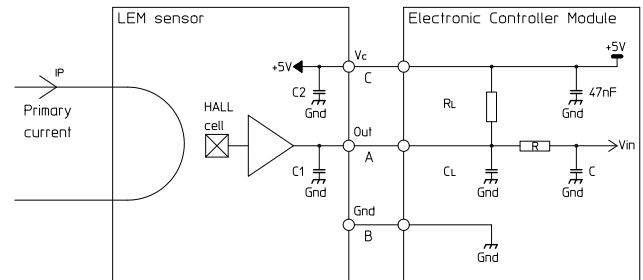 LEM sensor
Electronic Controller Module
IP
Primary
current
HALL
cell
+5V
Vc
C
C2
Gnd
Out
A
C1
Gnd
Gnd
B
+5V
RL
47nF
Gnd
R
Vin
CL
Gnd
C
Gnd
Gnd